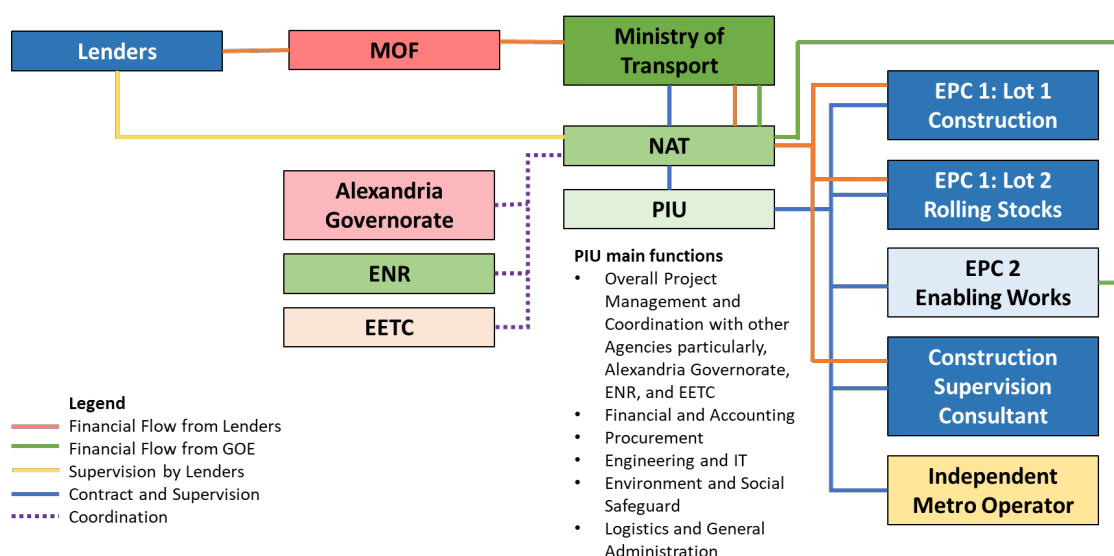 Lenders
MOF
Ministry of
Transport
EPC 1: Lot 1
Construction
NAT
EPC 1: Lot 2
Rolling Stocks
Alexandria
Governorate
PIU
ENR
EETC
PIU main functions
• Overall Project
Management and
Coordination with other
Agencies particularly,
Alexandria Governorate,
ENR, and EETC
• Financial and Accounting
• Procurement
• Engineering and IT
• Environment and Social
Safeguard
• Logistics and General
Administration
EPC 2
Enabling Works
Construction
Supervision
Consultant
Independent
Metro Operator
Legend
Financial Flow from Lenders
Financial Flow from GOE
Supervision by Lenders
Contract and Supervision
Coordination